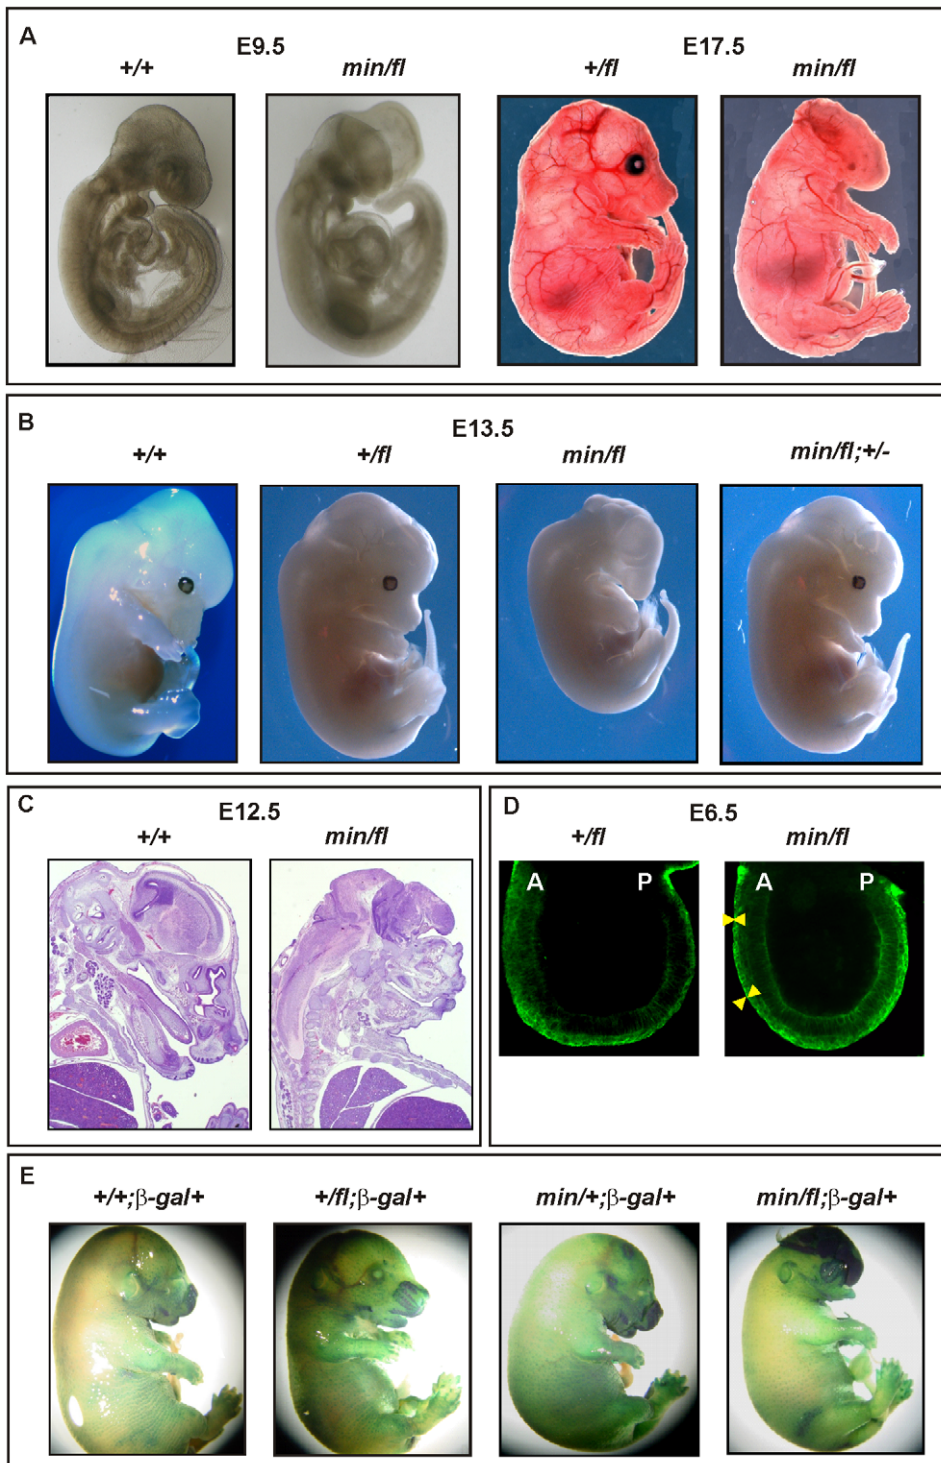 A
E9.5
E17.5
+/+
min/fl
+/fl
min/fl
B
E13.5
+/+
+/fl
min/fl
min/fl;+/-
C
E12.5
+/+
min/fl
D
E6.5
+/fl
min/fl
A P
A P
E
+/+;β-gal+
+/fl;β-gal+
min/+;β-gal+
min/fl;β-gal+